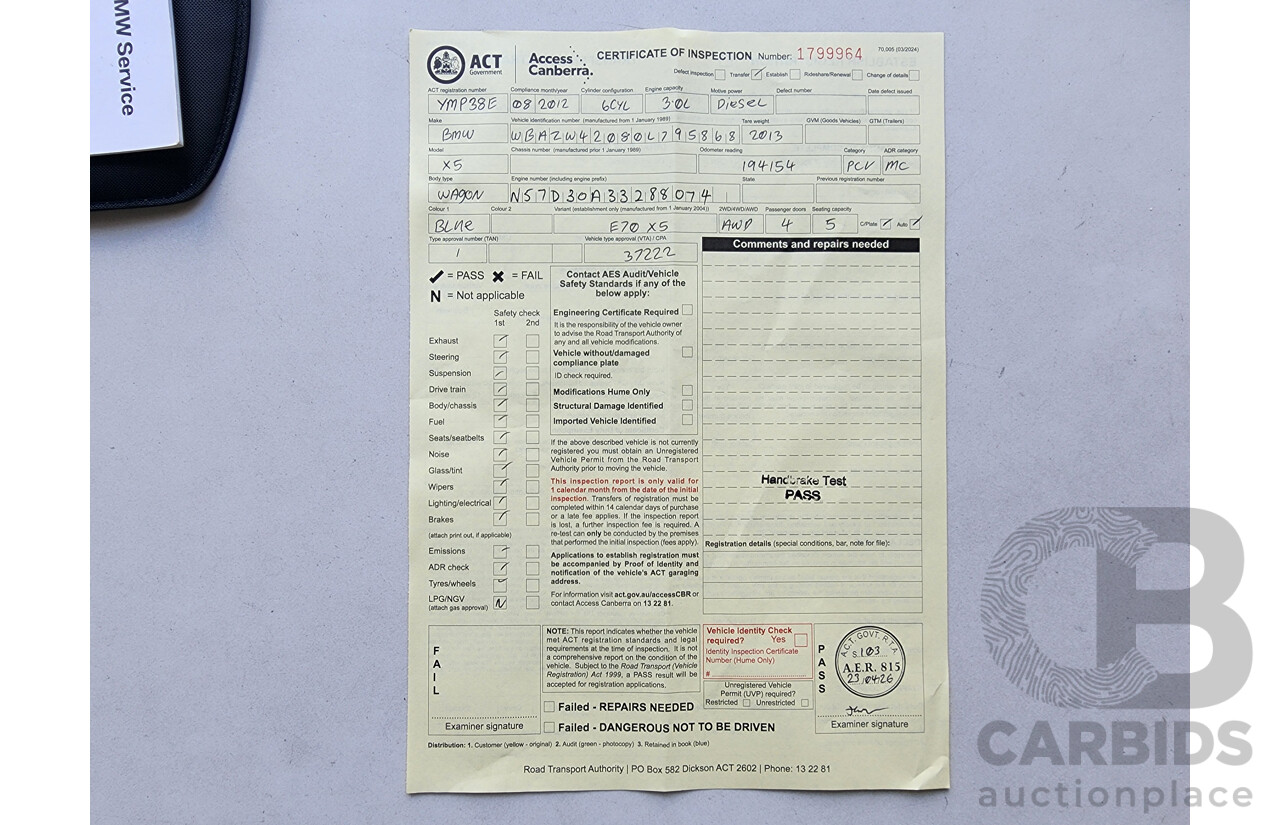 BMW Service
ACT Government
Access Canberra.
CERTIFICATE OF INSPECTION Number: 1799964
70.005 (03/2024)
Defect Inspection Transfer Establish Rideshare/Renewal Change of details
ACT registration number Compliance month/year Cylinder configuration Engine capacity Motive power Defect number Date defect issued
YMP38E 08 2012 6CYL 3.0L Diesel
Make Vehicle identification number (manufactured from 1 January 1989) Tare weight GVM (Goods Vehicles) GTM (Trailers)
BMW WBAZW42080L795868 2013
Model Chassis number (manufactured prior 1 January 1989) Odometer reading Category ADR category
X5 194154 PCV MC
Body type Engine number (including engine prefix) State Previous registration number
WAGON N57D30A33288074
Colour 1 Colour 2 Variant (establishment only (manufactured from 1 January 2004)) 2WD/4WD/AWD Passenger doors Seating capacity
BLUE E70 X5 AWD 4 5 C/Plate Auto
Type approval number (TAN) Vehicle type approval (VTA) / CPA
/ 37222
Comments and repairs needed
✓ = PASS ✖ = FAIL
N = Not applicable
Safety check
1st 2nd
Exhaust
Steering
Suspension
Drive train
Body/chassis
Fuel
Seats/seatbelts
Noise
Glass/tint
Wipers
Lighting/electrical
Brakes
(attach print out, if applicable)
Emissions
ADR check
Tyres/wheels
LPG/NGV N
(attach gas approval)
Contact AES Audit/Vehicle
Safety Standards if any of the
below apply:
Engineering Certificate Required
It is the responsibility of the vehicle owner
to advise the Road Transport Authority of
any and all vehicle modifications.
Vehicle without/damaged
compliance plate
ID check required.
Modifications Hume Only
Structural Damage Identified
Imported Vehicle Identified
If the above described vehicle is not currently
registered you must obtain an Unregistered
Vehicle Permit from the Road Transport
Authority prior to moving the vehicle.
This inspection report is only valid for
1 calendar month from the date of the initial
inspection. Transfers of registration must be
completed within 14 calendar days of purchase
or a late fee applies. If the inspection report
is lost, a further inspection fee is required. A
re-test can only be conducted by the premises
that performed the initial inspection (fees apply).
Applications to establish registration must
be accompanied by Proof of Identity and
notification of the vehicle's ACT garaging
address.
For information visit act.gov.au/accessCBR or
contact Access Canberra on 13 22 81.
Handbrake Test
PASS
Registration details (special conditions, bar, note for file):
FAIL
Examiner signature
NOTE: This report indicates whether the vehicle
met ACT registration standards and legal
requirements at the time of inspection. It is not
a comprehensive report on the condition of the
vehicle. Subject to the Road Transport (Vehicle
Registration) Act 1999, a PASS result will be
accepted for registration applications.
Failed - REPAIRS NEEDED
Failed - DANGEROUS NOT TO BE DRIVEN
Vehicle Identity Check
required? Yes
Identity Inspection Certificate
Number (Hume Only)
#
Unregistered Vehicle
Permit (UVP) required?
Restricted Unrestricted
PASS
A.C.T. GOVT. R.T.A
S.103
A.E.R. 815
23/0426
Examiner signature
Distribution: 1. Customer (yellow - original) 2. Audit (green - photocopy) 3. Retained in book (blue)
Road Transport Authority | PO Box 582 Dickson ACT 2602 | Phone: 13 22 81
CARBIDS
auctionplace